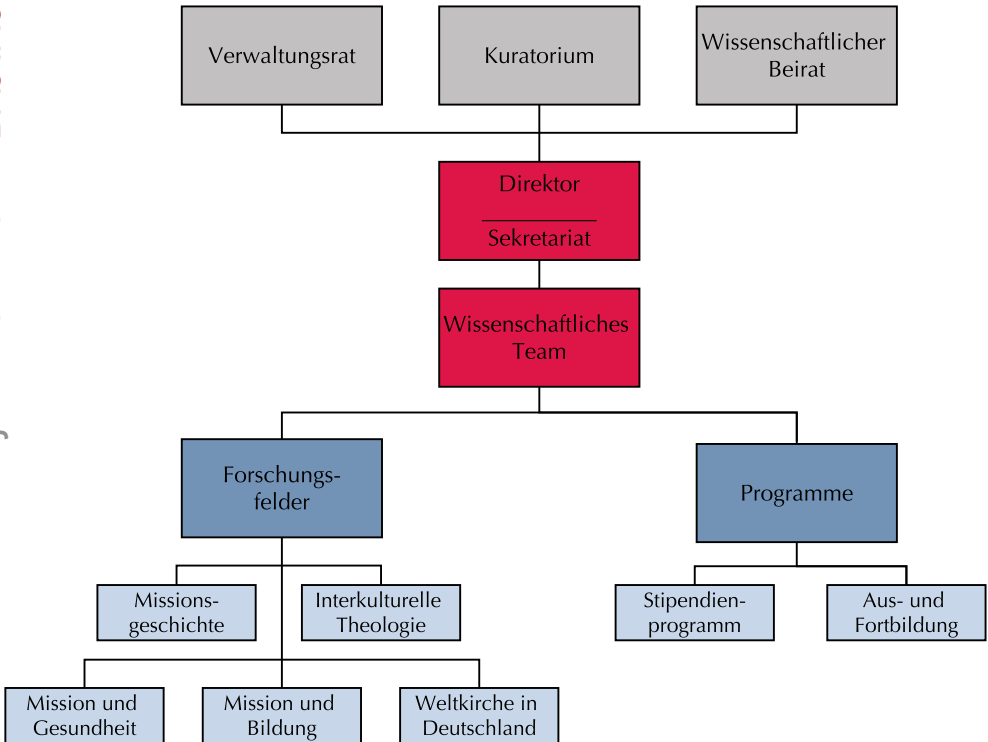 Verwaltungsrat
Kuratorium
Wissenschaftlicher
Beirat
Direktor
Sekretariat
Wissenschaftliches
Team
Forschungs-
felder
Programme
Missions-
geschichte
Interkulturelle
Theologie
Stipendien-
programm
Aus- und
Fortbildung
Mission und
Gesundheit
Mission und
Bildung
Weltkirche in
Deutschland